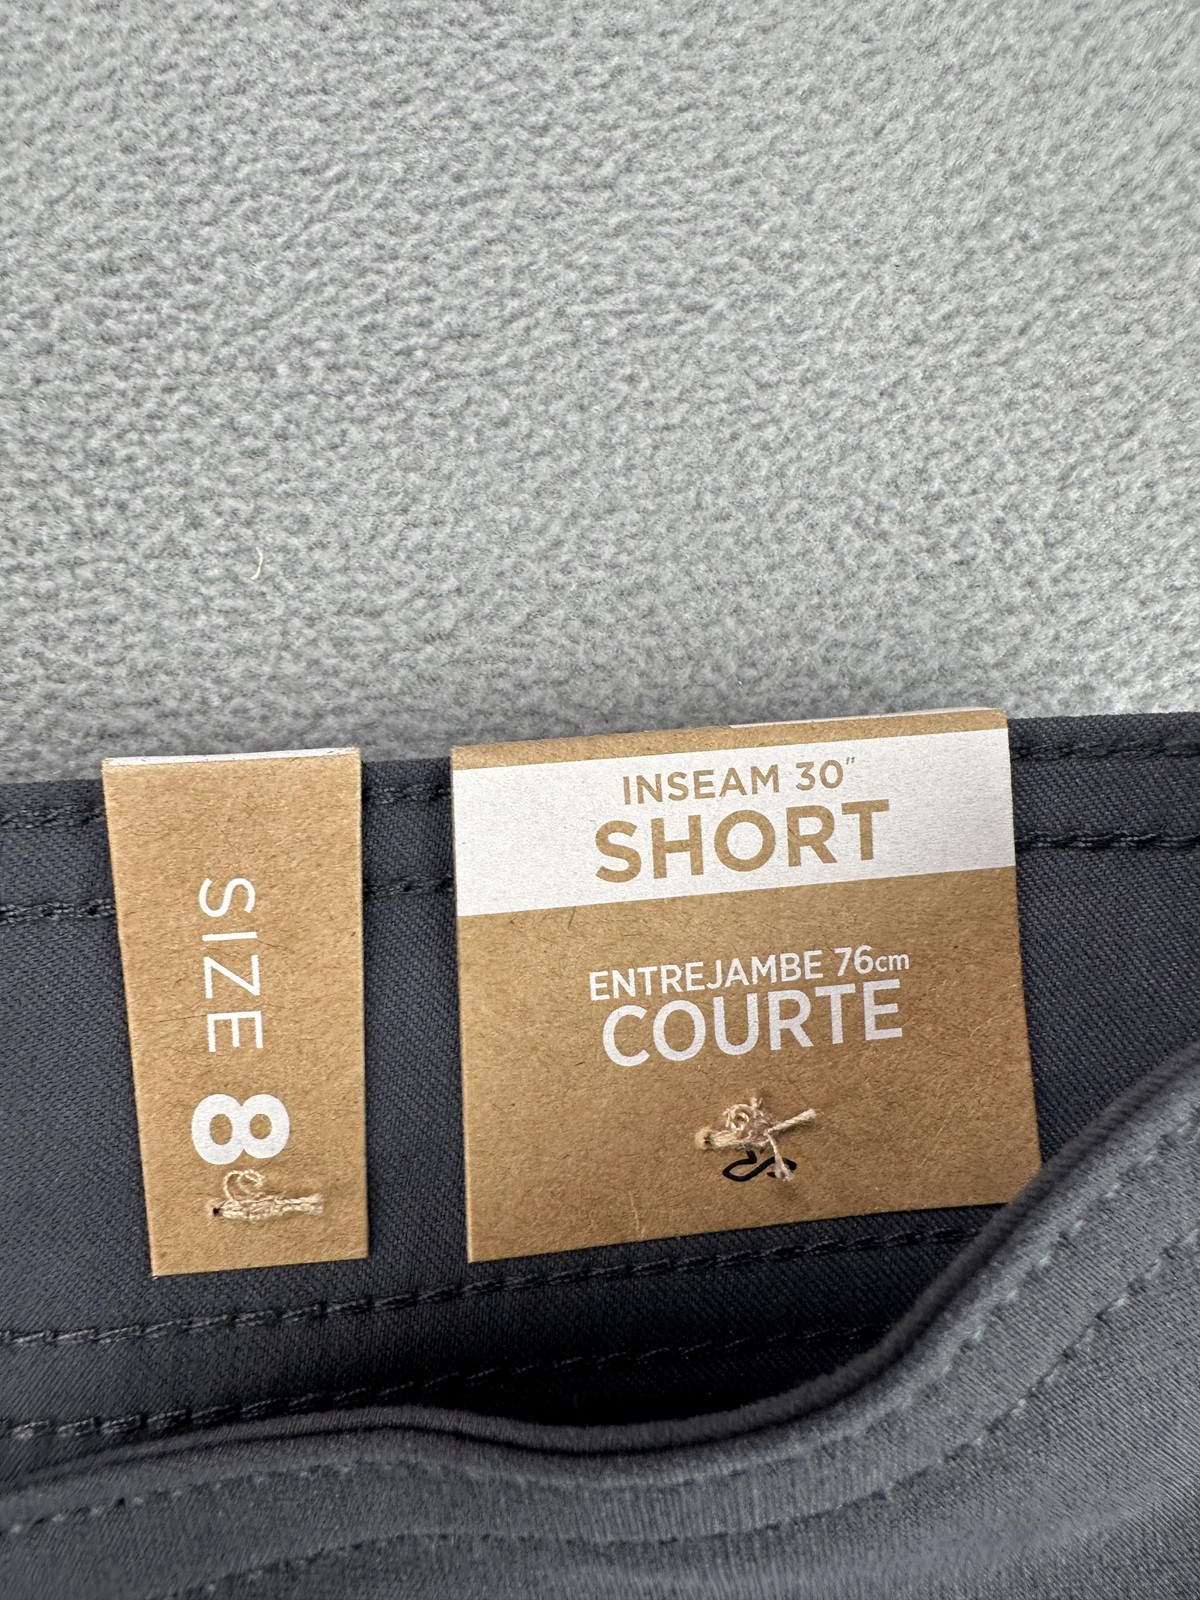 SIZE 8
INSEAM 30"
SHORT
ENTREJAMBE 76cm
COURTE